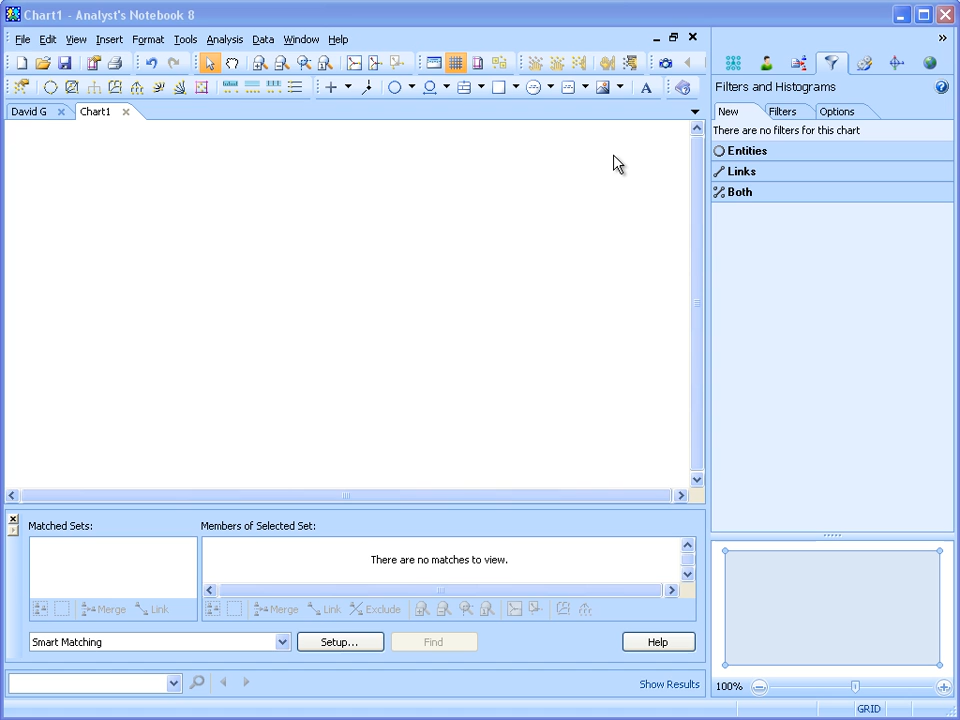 Chart1 - Analyst's Notebook 8
File Edit View Insert Format Tools Analysis Data Window Help
David G Chart1
Filters and Histograms
New Filters Options
There are no filters for this chart
Entities
Links
Both
Matched Sets: Members of Selected Set:
There are no matches to view.
Merge Link Merge Link Exclude
Smart Matching Setup... Find Help
Show Results
100%
GRID